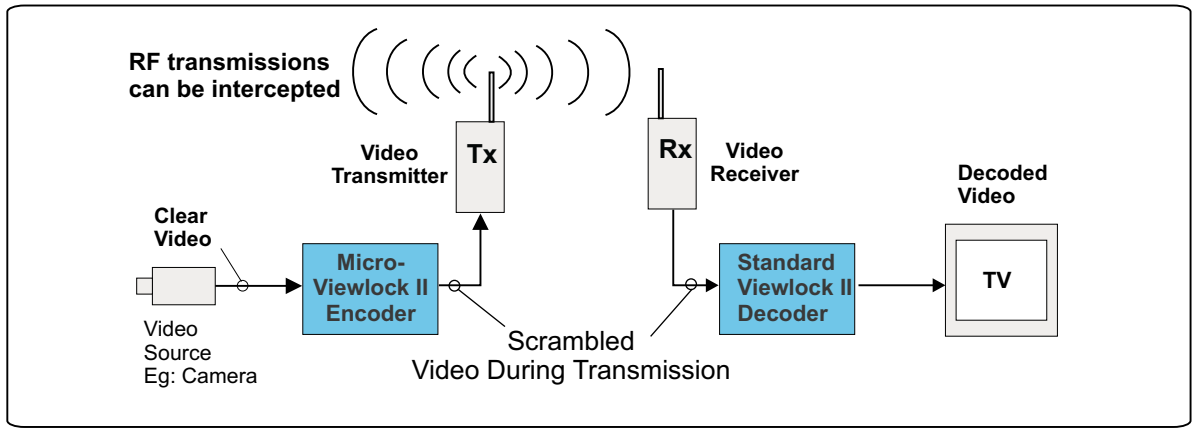 RF transmissions
can be intercepted
Video
Transmitter
Tx
Rx
Video
Receiver
Decoded
Video
Clear
Video
Micro-
Viewlock II
Encoder
Standard
Viewlock II
Decoder
TV
Video
Source
Eg: Camera
Scrambled
Video During Transmission